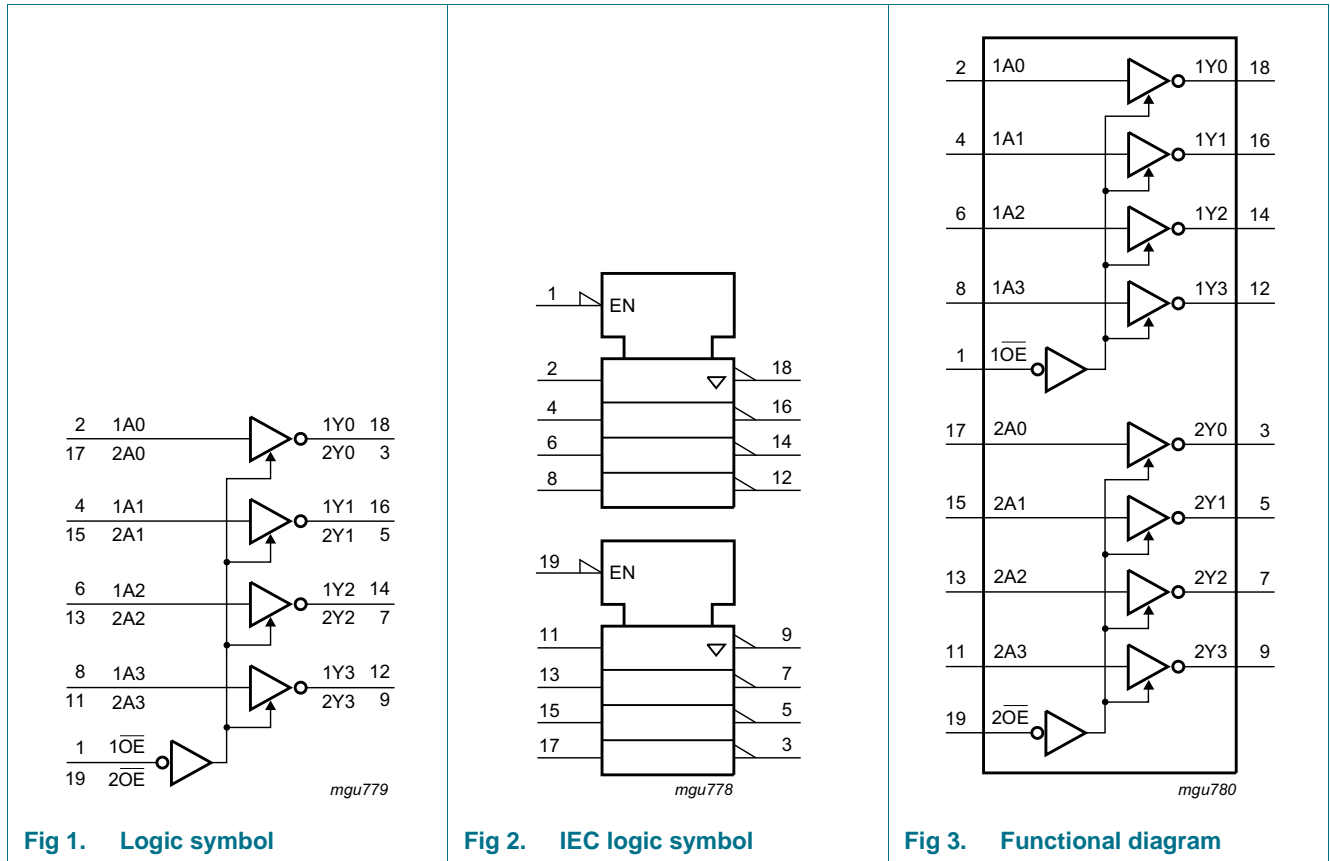 2 1A0 1Y0 18
17 2A0 2Y0 3
4 1A1 1Y1 16
15 2A1 2Y1 5
6 1A2 1Y2 14
13 2A2 2Y2 7
8 1A3 1Y3 12
11 2A3 2Y3 9
1 1O̅E̅
19 2O̅E̅
mgu779
Fig 1. Logic symbol
1 EN
2 18
4 16
6 14
8 12
19 EN
11 9
13 7
15 5
17 3
mgu778
Fig 2. IEC logic symbol
2 1A0 1Y0 18
4 1A1 1Y1 16
6 1A2 1Y2 14
8 1A3 1Y3 12
1 1O̅E̅
17 2A0 2Y0 3
15 2A1 2Y1 5
13 2A2 2Y2 7
11 2A3 2Y3 9
19 2O̅E̅
mgu780
Fig 3. Functional diagram